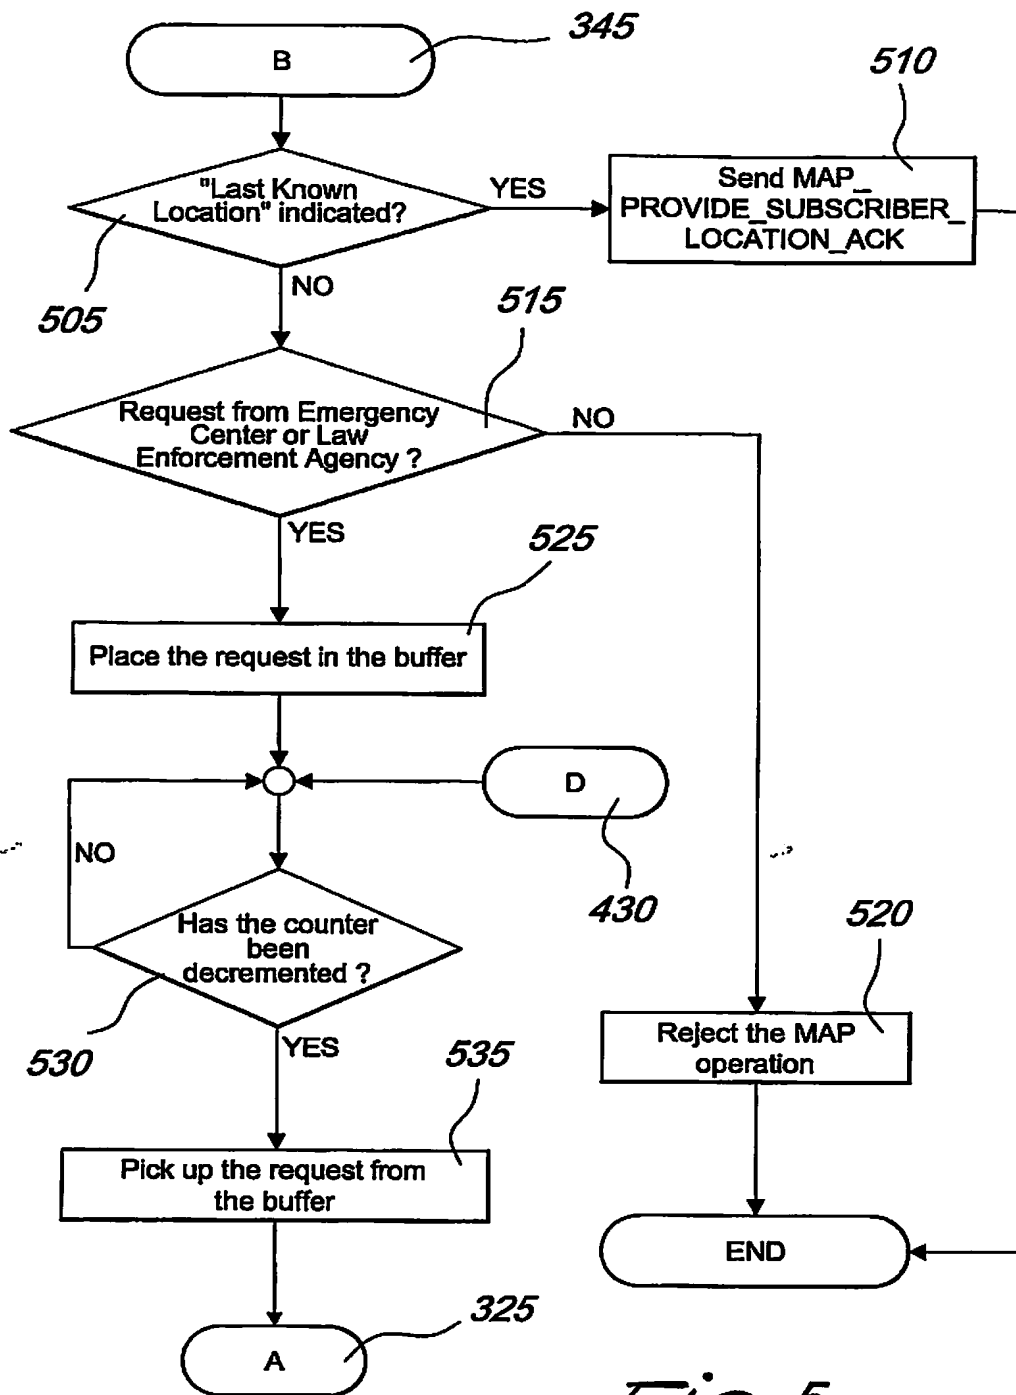 345
B
510
"Last Known
Location" indicated?
YES
Send MAP_
PROVIDE_SUBSCRIBER_
LOCATION_ACK
505
NO
515
Request from Emergency
Center or Law
Enforcement Agency ?
NO
YES
525
Place the request in the buffer
D
NO
430
Has the counter
been
decremented ?
520
530
YES
535
Reject the MAP
operation
Pick up the request from
the buffer
END
325
A
Fig. 5